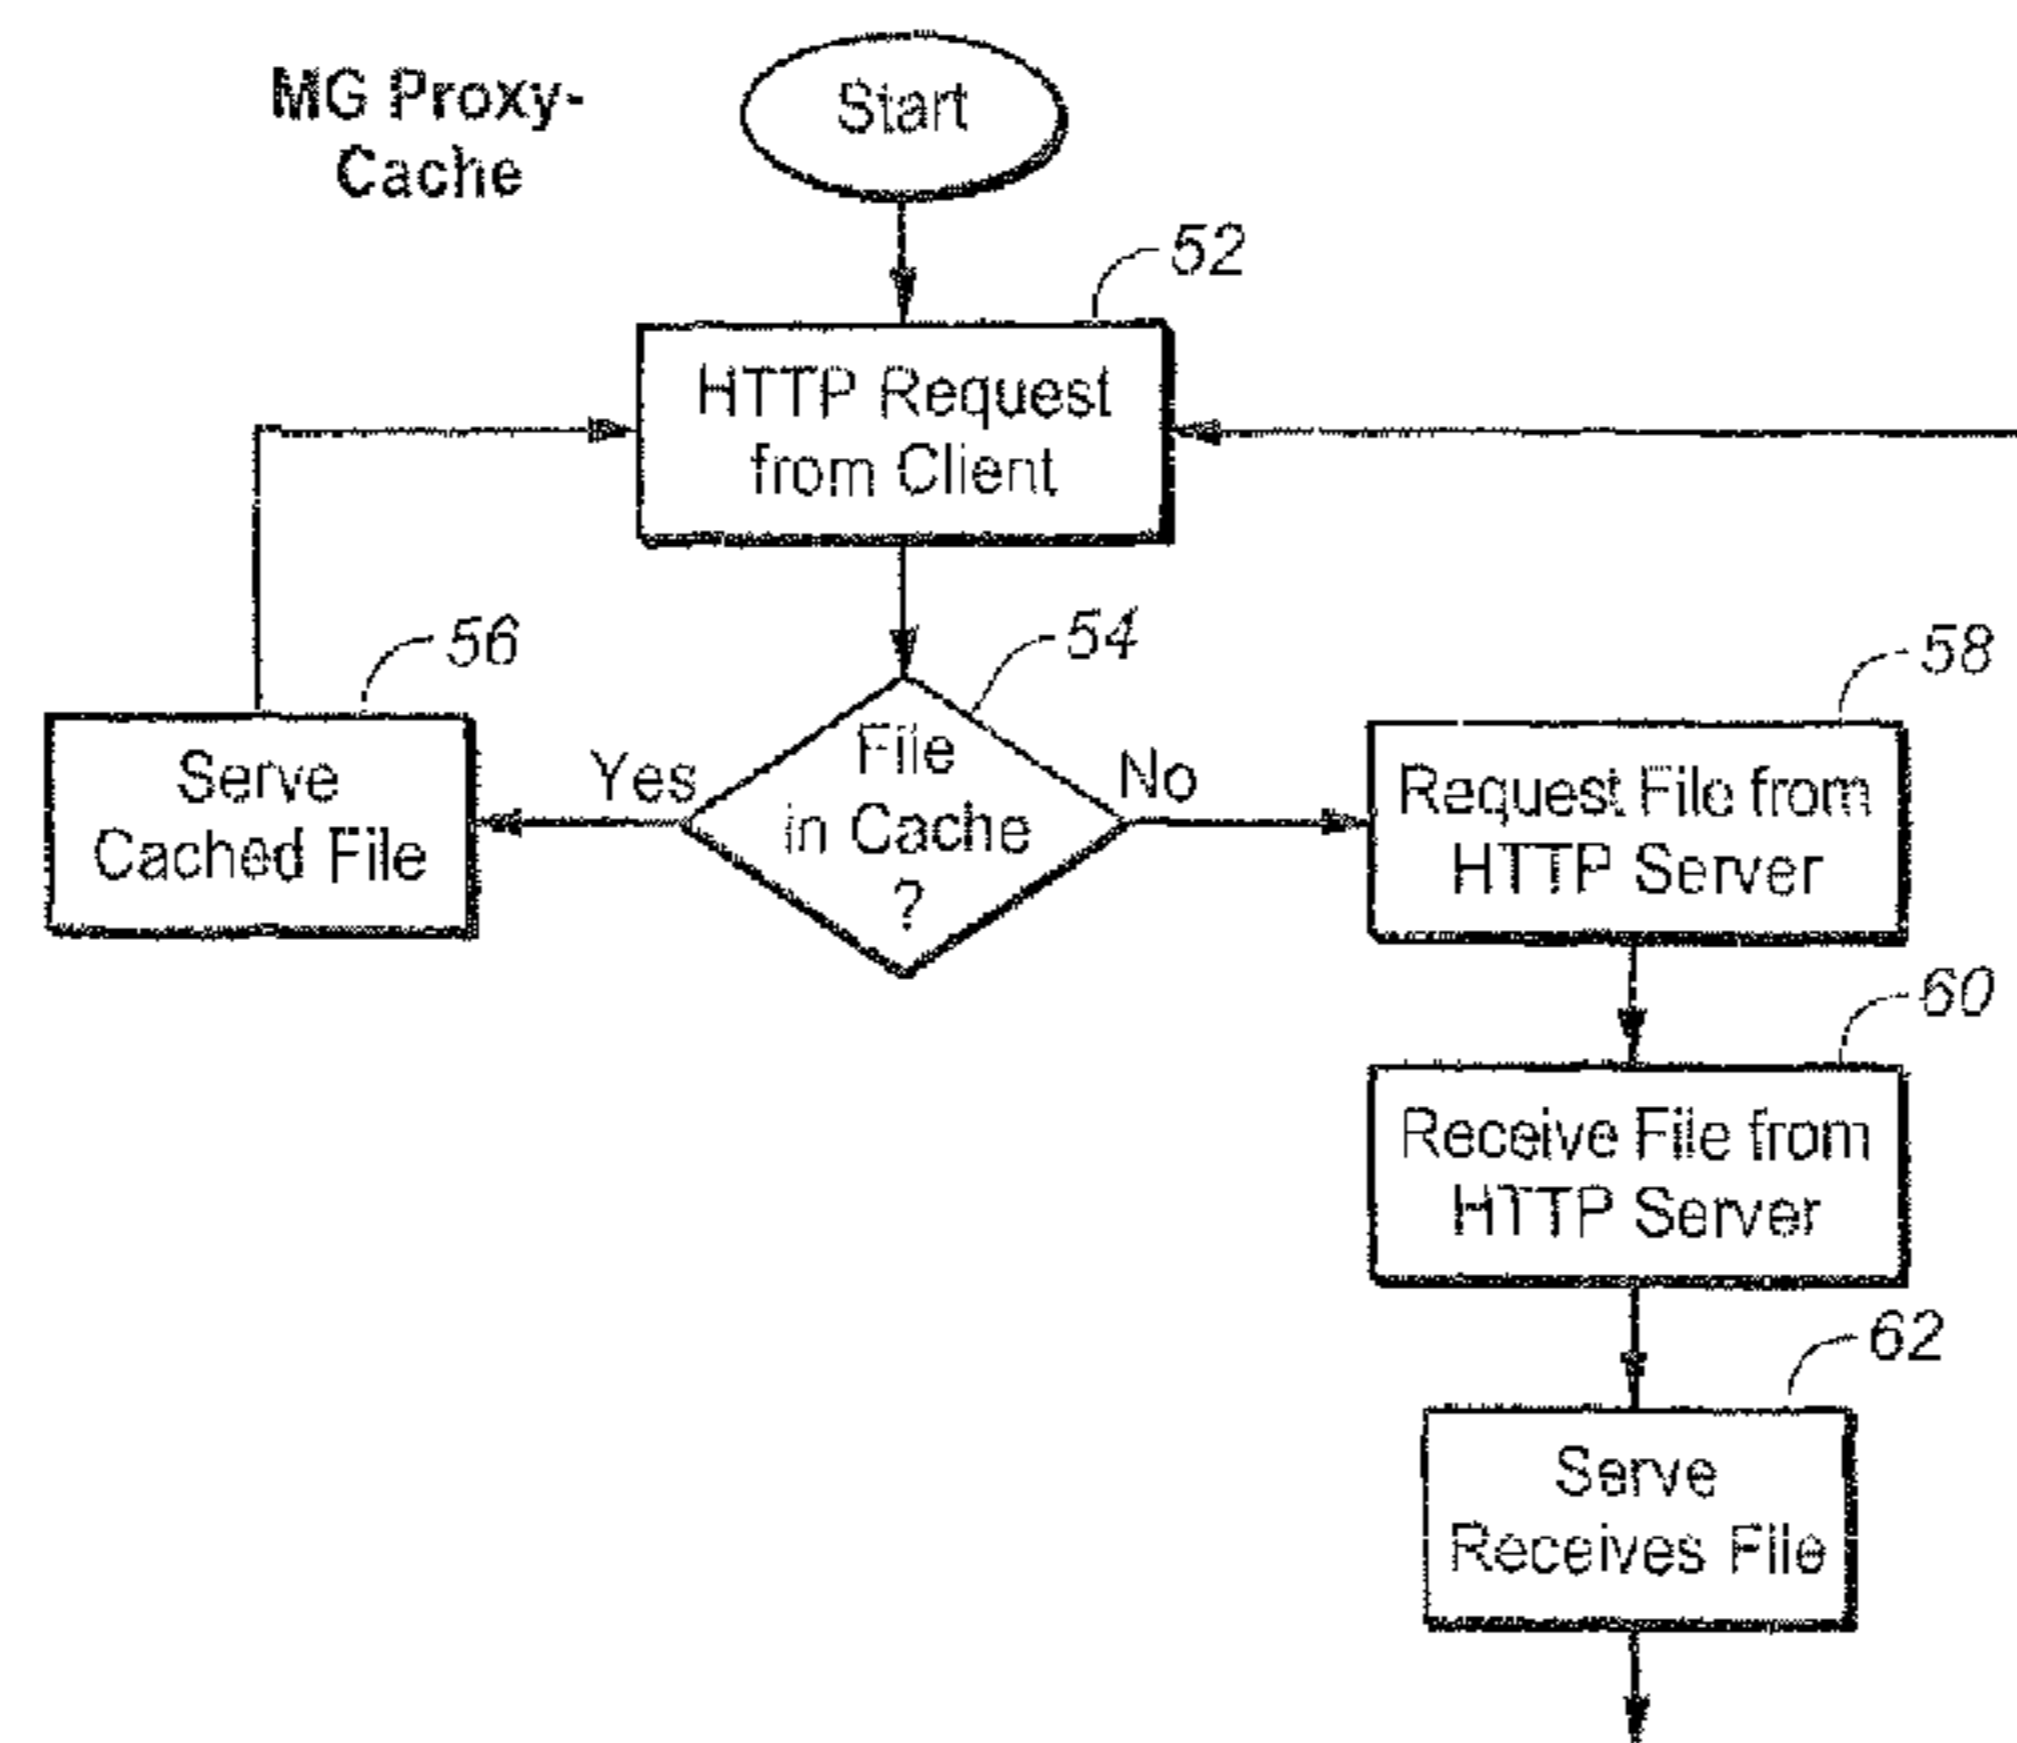 MG Proxy-
Cache
Start
52
HTTP Request
from Client
56
54
58
Serve
Cached File
Yes
File
in Cache
?
No
Request File from
HTTP Server
60
Receive File from
HTTP Server
62
Serve
Receives File